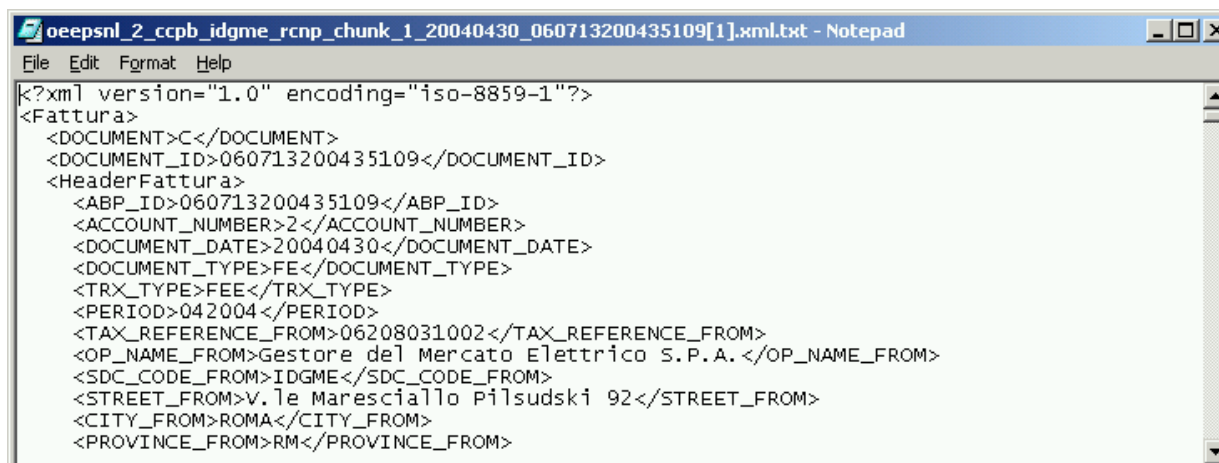 oeepsnl_2_ccpb_idgme_rcnp_chunk_1_20040430_060713200435109[1].xml.txt - Notepad
File Edit Format Help
<?xml version="1.0" encoding="iso-8859-1"?>
<Fattura>
<DOCUMENT>C</DOCUMENT>
<DOCUMENT_ID>060713200435109</DOCUMENT_ID>
<HeaderFattura>
<ABP_ID>060713200435109</ABP_ID>
<ACCOUNT_NUMBER>2</ACCOUNT_NUMBER>
<DOCUMENT_DATE>20040430</DOCUMENT_DATE>
<DOCUMENT_TYPE>FE</DOCUMENT_TYPE>
<TRX_TYPE>FEE</TRX_TYPE>
<PERIOD>042004</PERIOD>
<TAX_REFERENCE_FROM>06208031002</TAX_REFERENCE_FROM>
<OP_NAME_FROM>Gestore del Mercato Elettrico S.P.A.</OP_NAME_FROM>
<SDC_CODE_FROM>IDGME</SDC_CODE_FROM>
<STREET_FROM>V.le Maresciallo Pilsudski 92</STREET_FROM>
<CITY_FROM>ROMA</CITY_FROM>
<PROVINCE_FROM>RM</PROVINCE_FROM>